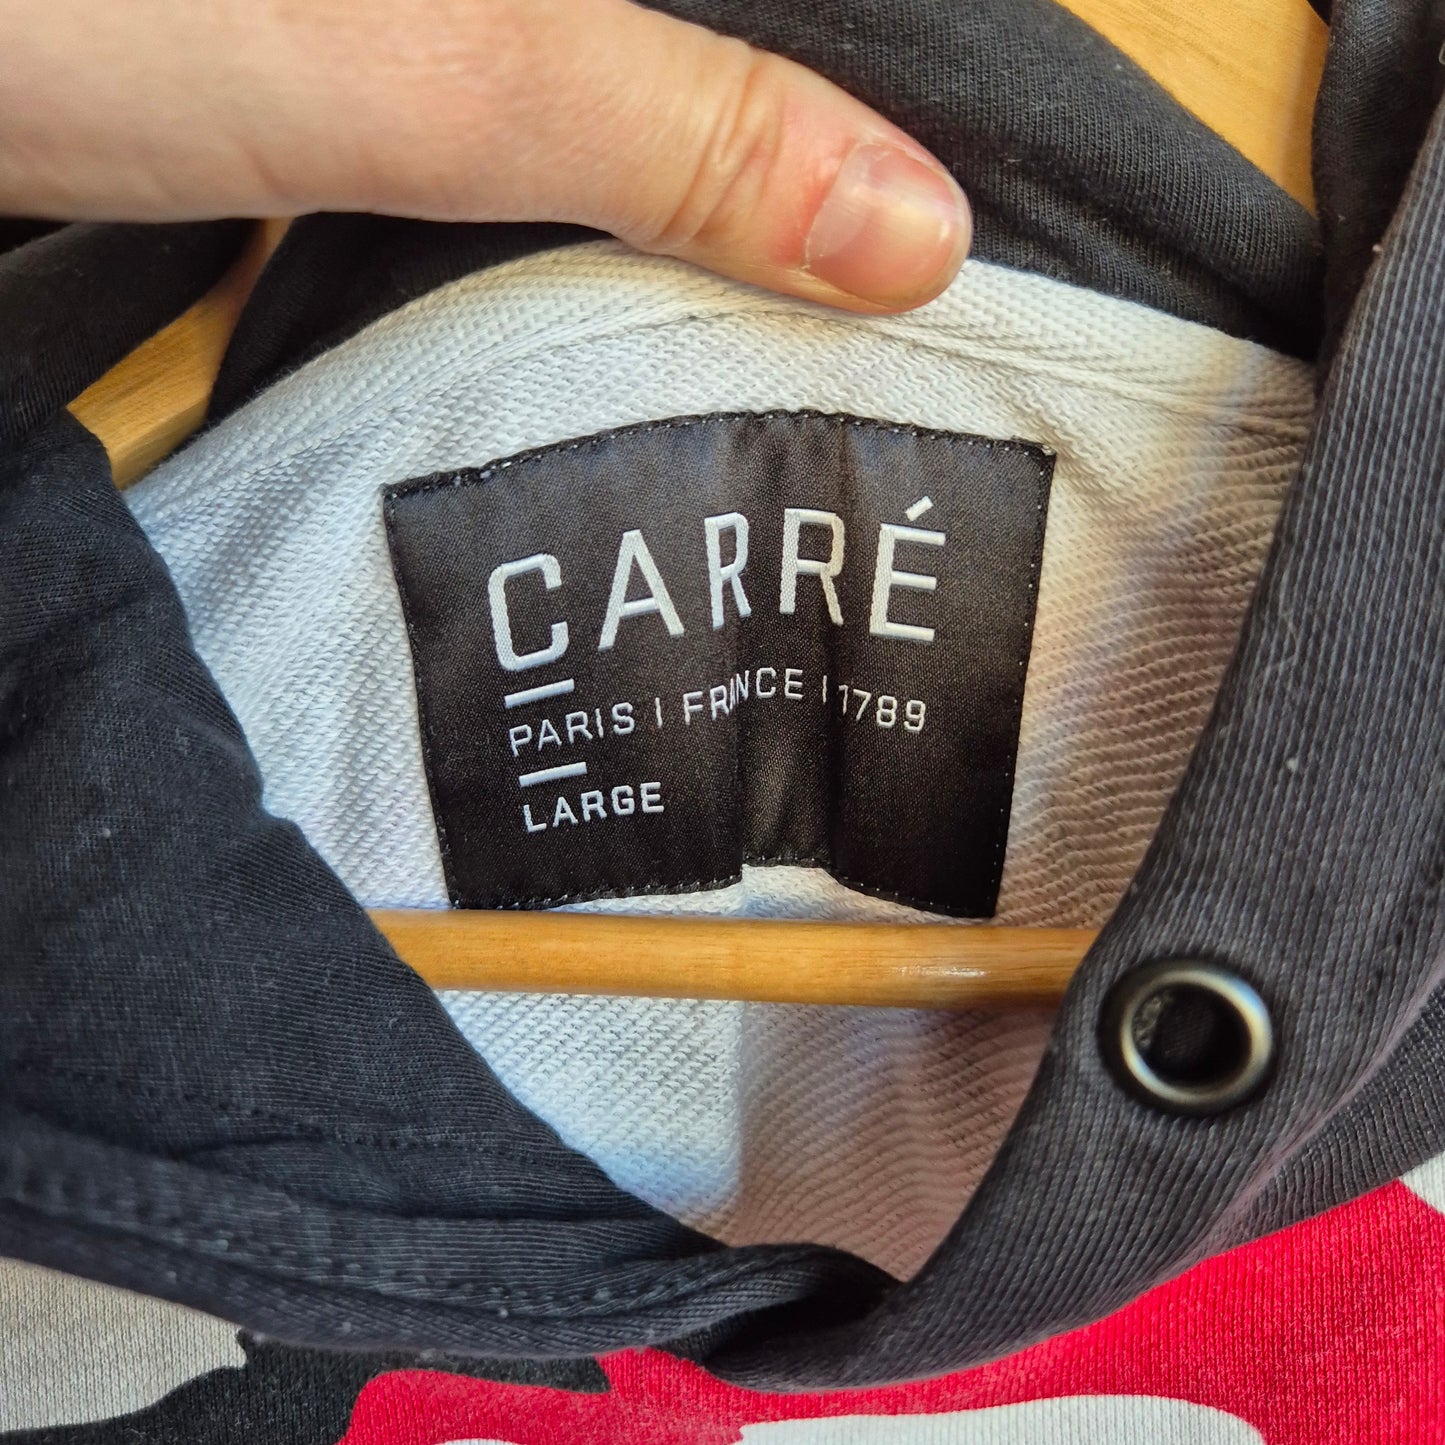 CARRÉ
PARIS | FRANCE | 1789
LARGE